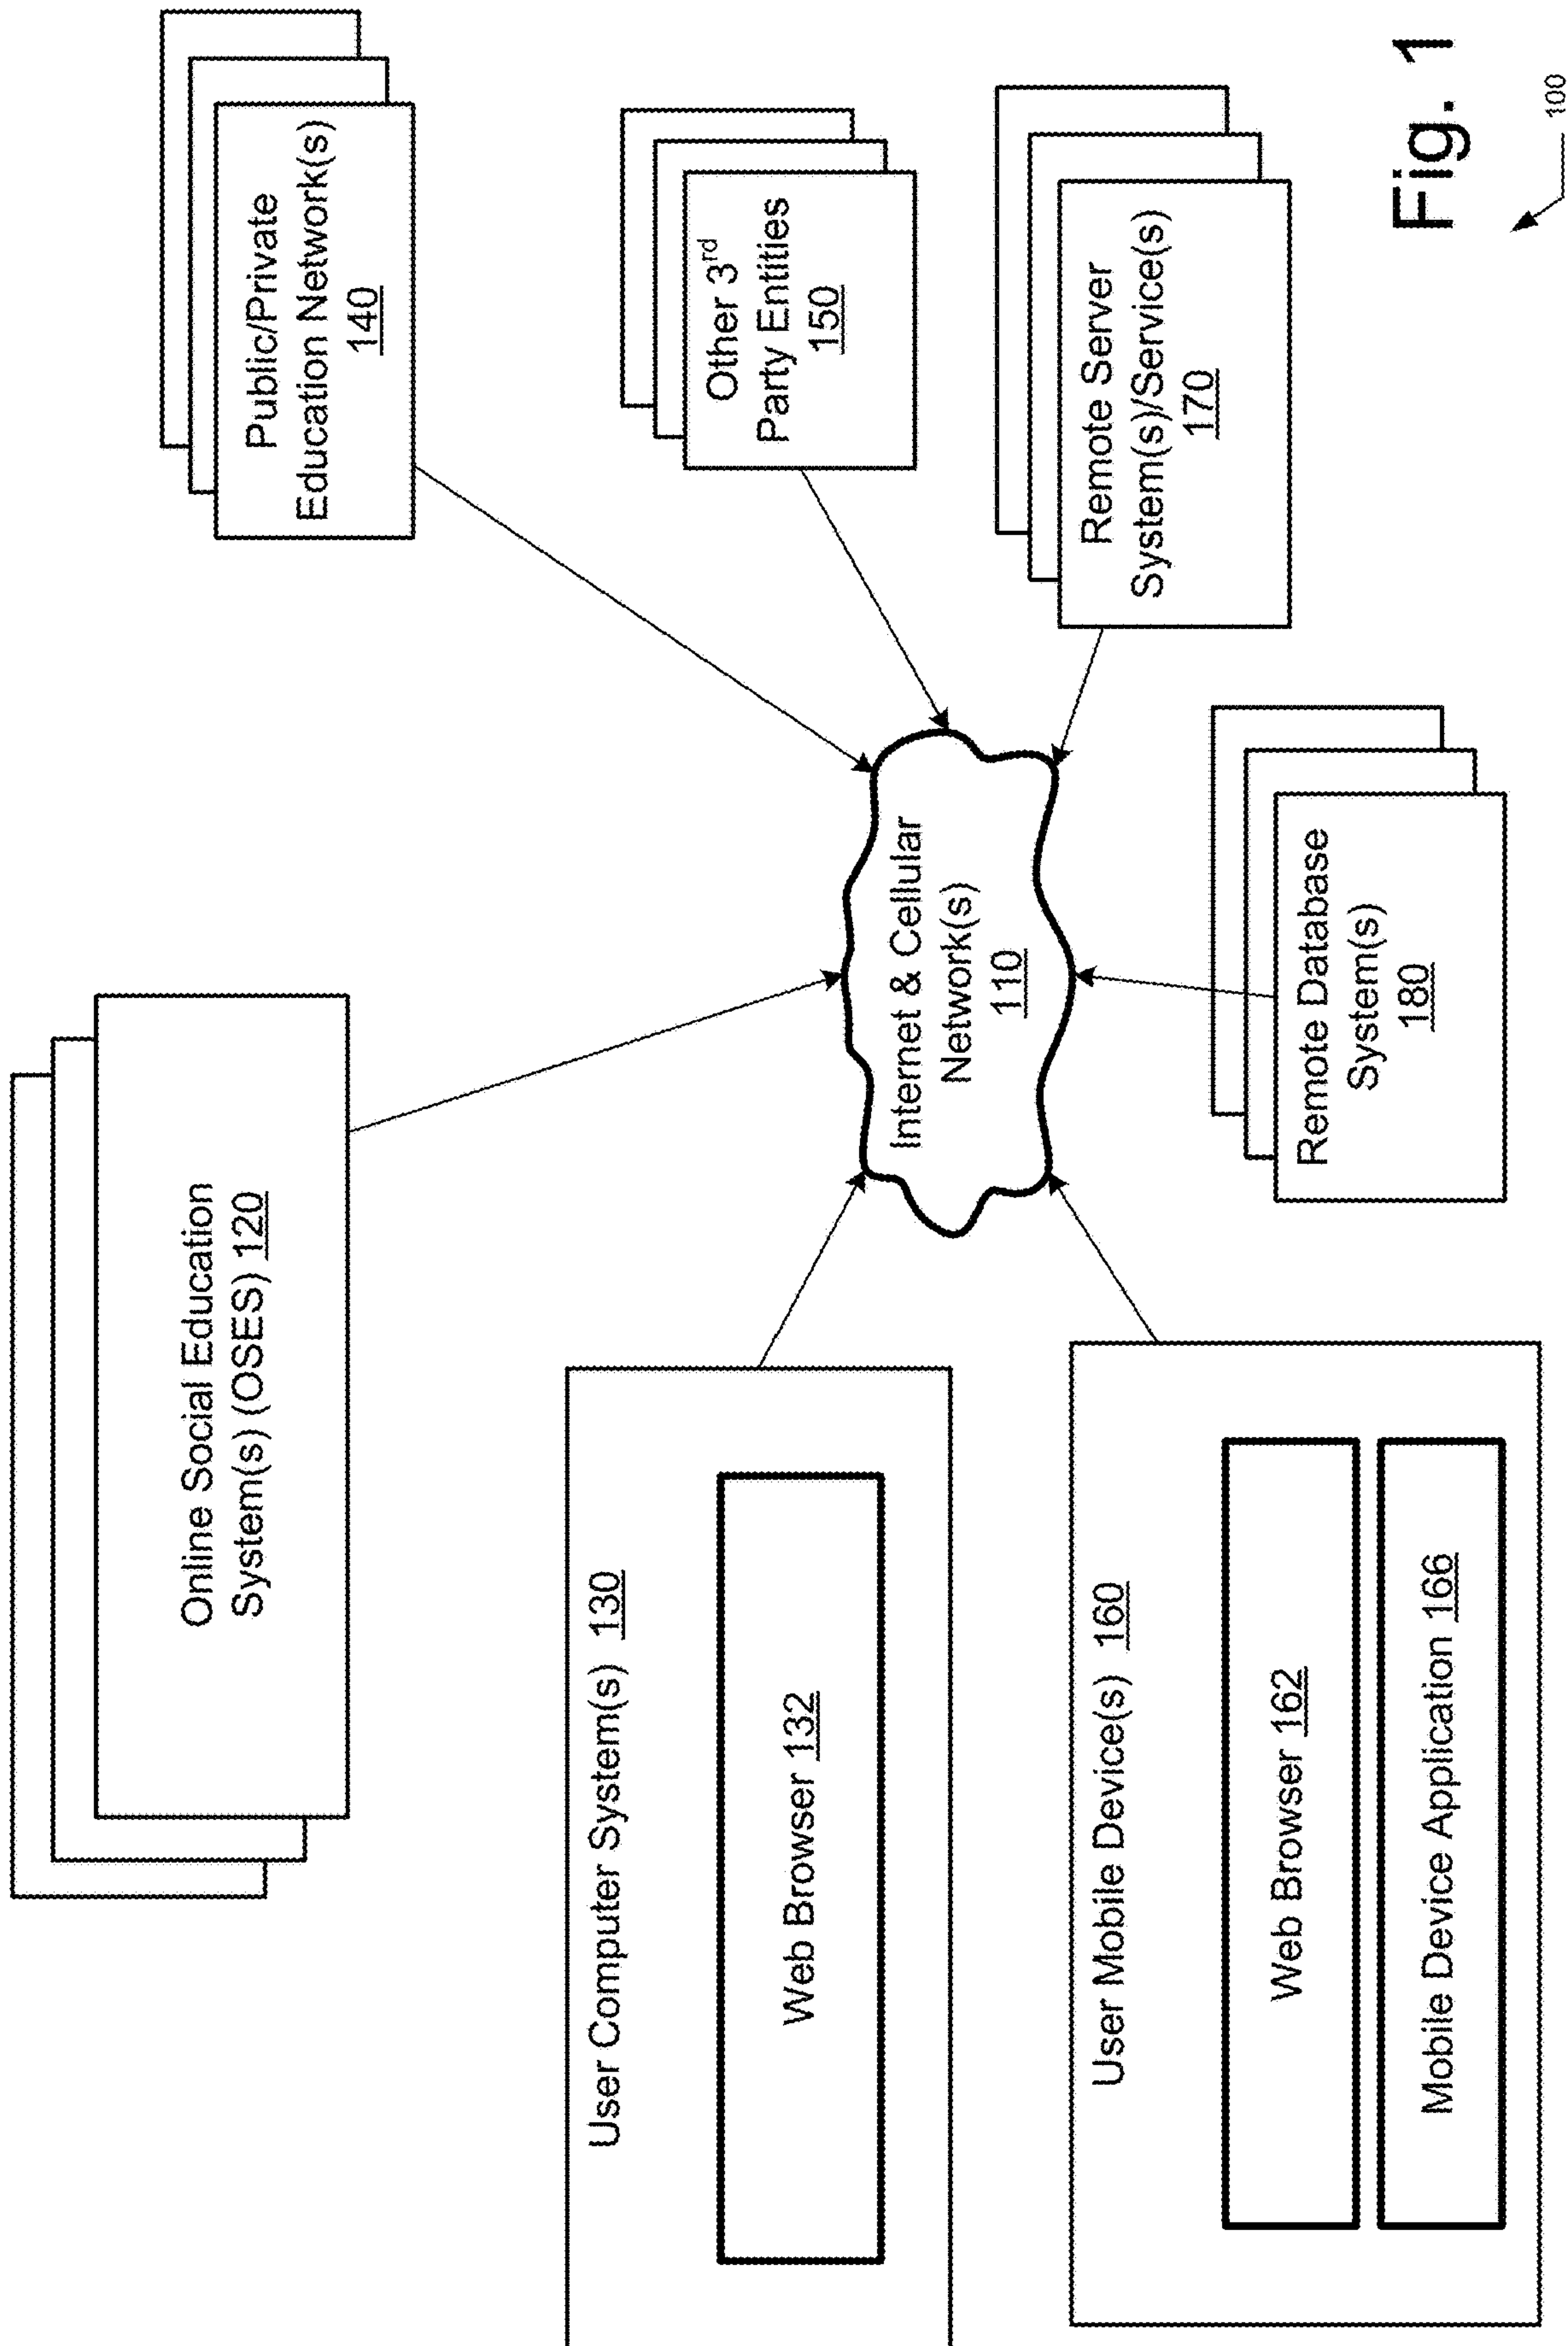 Online Social Education
System(s) (OSES) 120
Public/Private
Education Network(s)
140
User Computer System(s) 130
Web Browser 132
Internet & Cellular
Network(s)
110
Other 3rd
Party Entities
150
User Mobile Device(s) 160
Web Browser 162
Mobile Device Application 166
Remote Database
System(s)
180
Remote Server
System(s)/Service(s)
170
Fig. 1
100